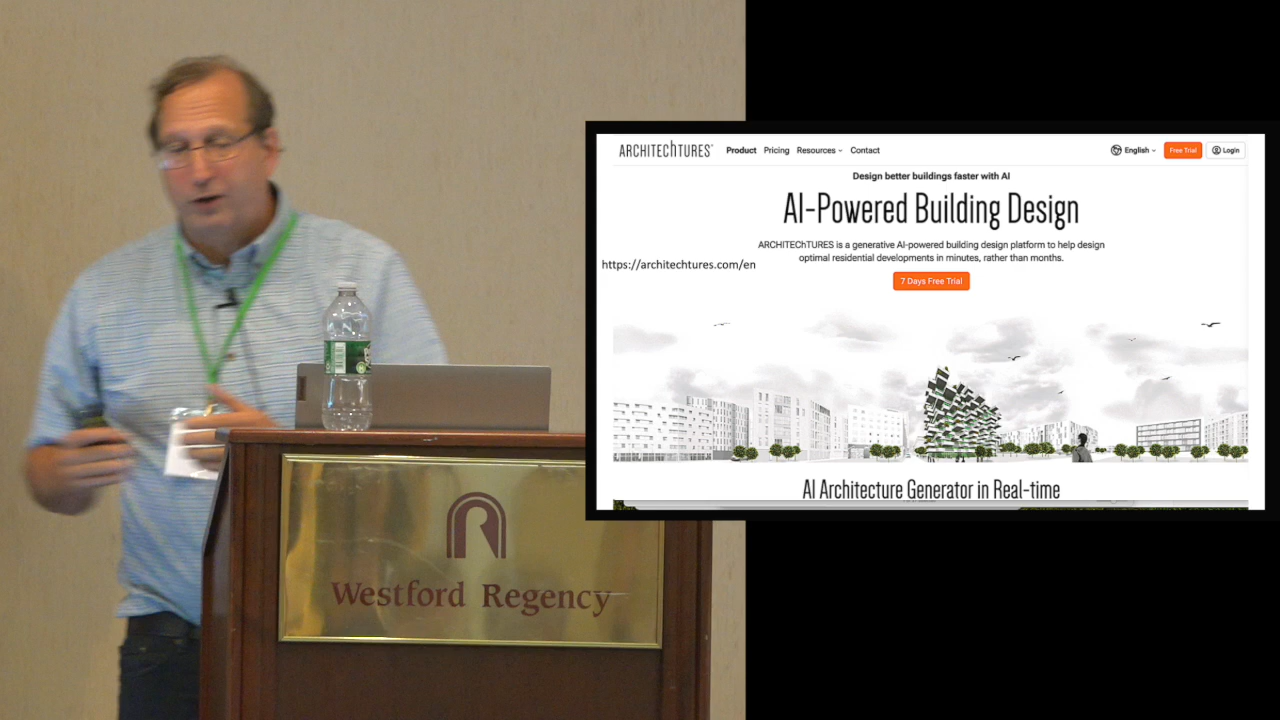 ARCHITEChTURES
Product Pricing Resources Contact
English
Free Trial
Login
Design better buildings faster with AI
AI-Powered Building Design
ARCHITEChTURES is a generative AI-powered building design platform to help design
optimal residential developments in minutes, rather than months.
https://architechtures.com/en
7 Days Free Trial
AI Architecture Generator in Real-time
R
Westford Regency